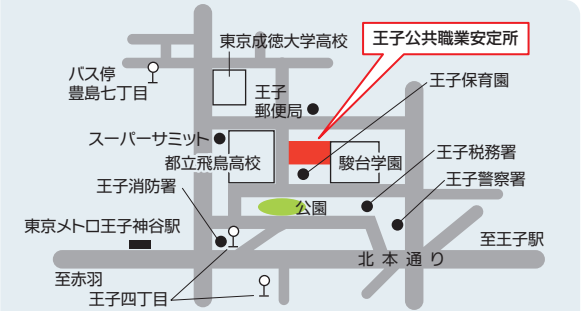 東京成徳大学高校
王子公共職業安定所
バス停
豊島七丁目
王子
郵便局
王子保育園
スーパーサミット
都立飛鳥高校
駿台学園
王子税務署
王子消防署
王子警察署
公園
東京メトロ王子神谷駅
至王子駅
北本通り
至赤羽
王子四丁目